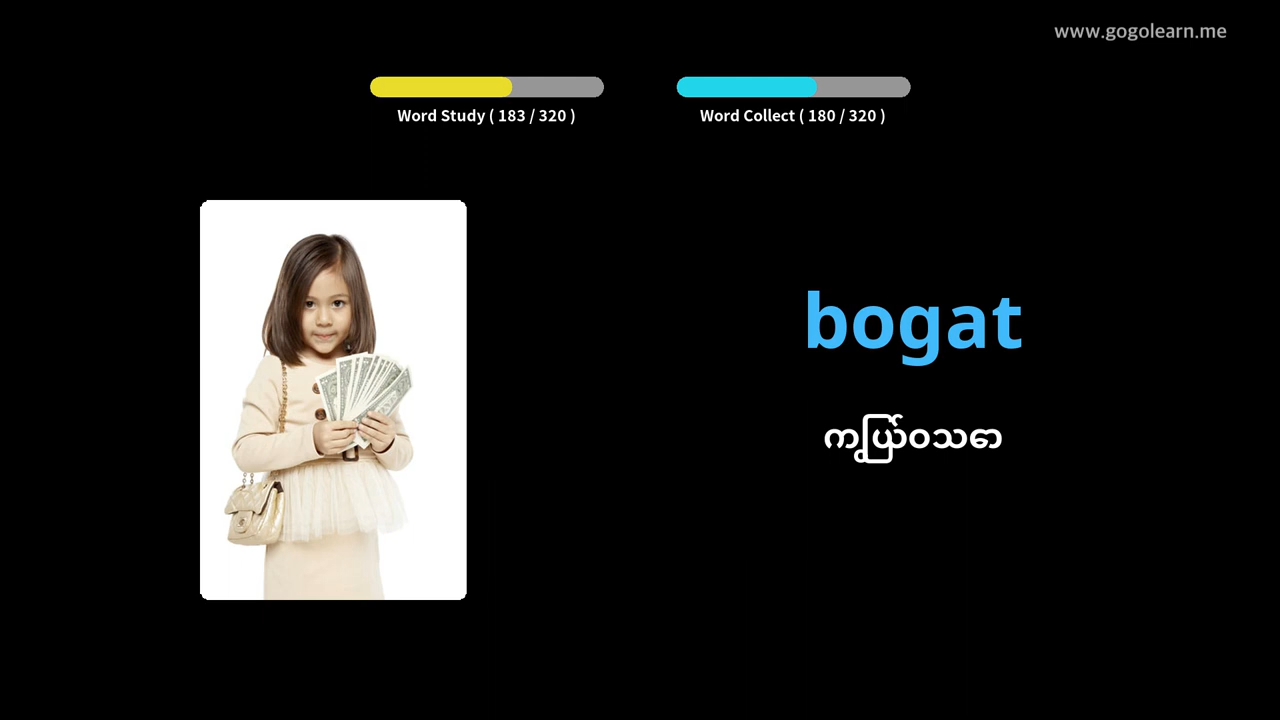 www.gogolearn.me
Word Study ( 183 / 320 )
Word Collect ( 180 / 320 )
bogat
ကြွယ်ဝသော